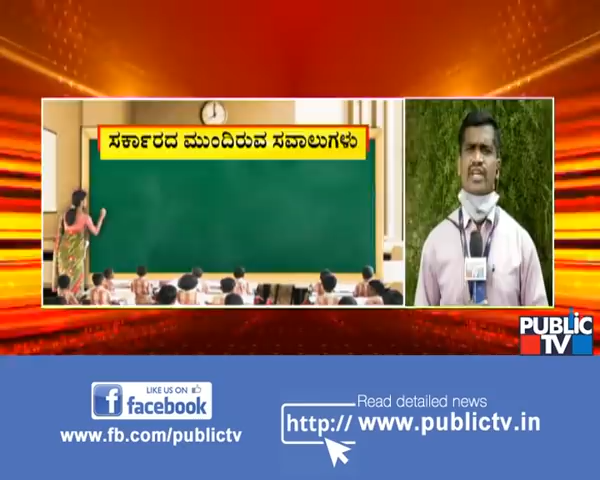 ಸರ್ಕಾರದ ಮುಂದಿರುವ ಸವಾಲುಗಳು
PUBLiC
TV
LIKE US ON
f facebook
www.fb.com/publictv
Read detailed news
http:// www.publictv.in